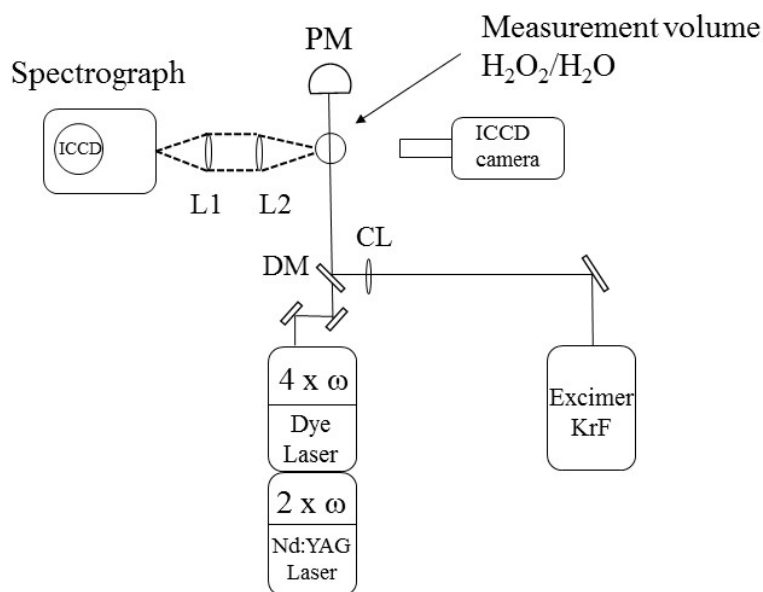 PM
Measurement volume
H₂O₂/H₂O
Spectrograph
ICCD
ICCD
camera
L1
L2
CL
DM
4 x ω
Dye
Laser
Excimer
KrF
2 x ω
Nd:YAG
Laser